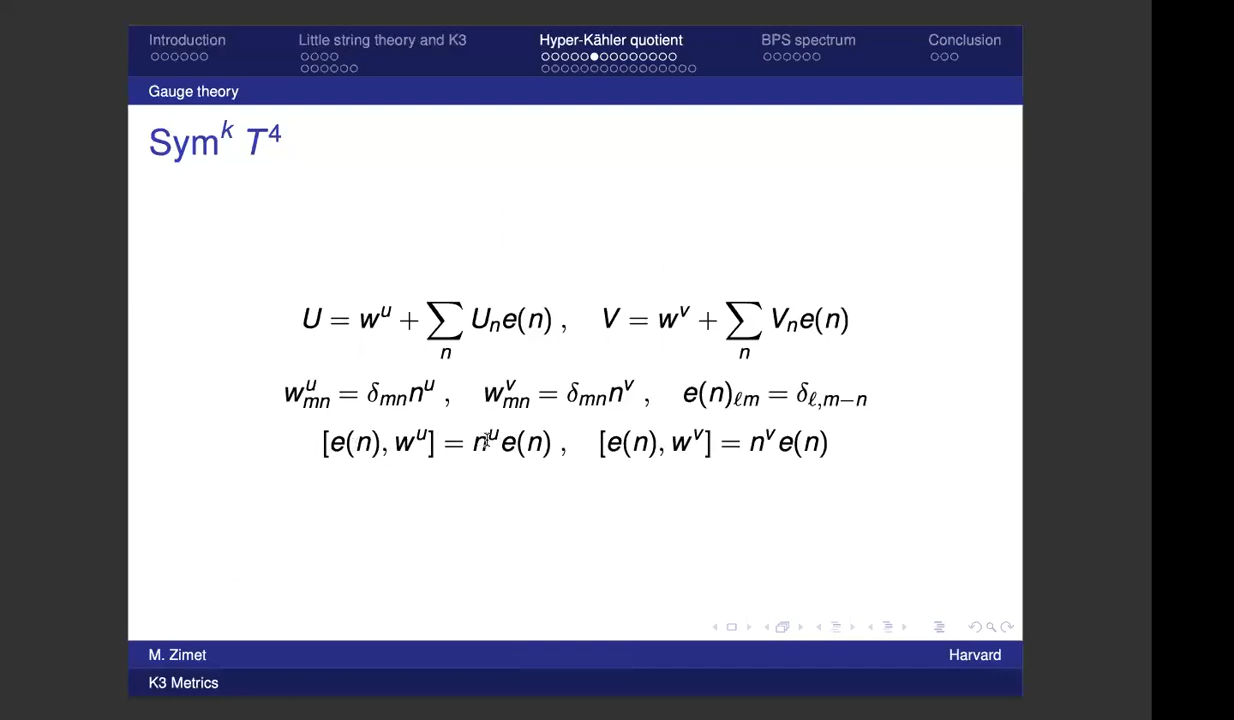 Introduction Little string theory and K3 Hyper-Kähler quotient BPS spectrum Conclusion
Gauge theory
Sym^k T^4
U = w^u + ∑_n U_n e(n) , V = w^v + ∑_n V_n e(n)
w^u_{mn} = δ_{mn} n^u , w^v_{mn} = δ_{mn} n^v , e(n)_{ℓm} = δ_{ℓ,m−n}
[e(n), w^u] = n^u e(n) , [e(n), w^v] = n^v e(n)
M. Zimet Harvard
K3 Metrics